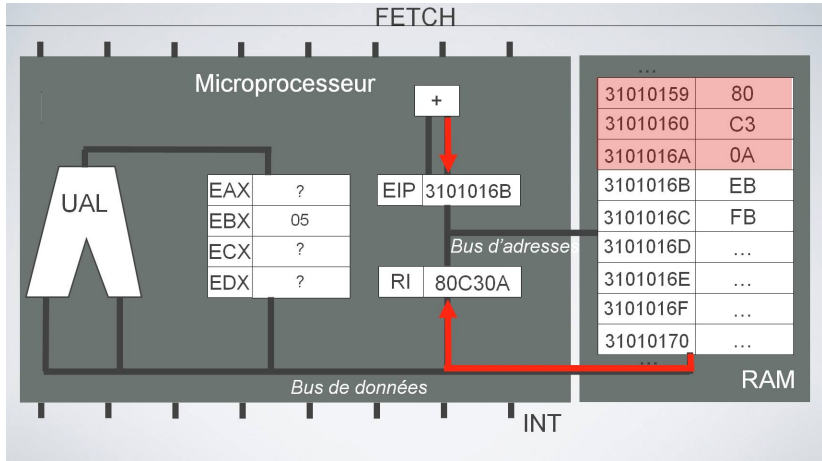 FETCH
Microprocesseur
+
UAL
EAX ?
EBX 05
ECX ?
EDX ?
EIP 3101016B
Bus d'adresses
RI 80C30A
Bus de données
INT
...
31010159 80
31010160 C3
3101016A 0A
3101016B EB
3101016C FB
3101016D ...
3101016E ...
3101016F ...
31010170 ...
...
RAM